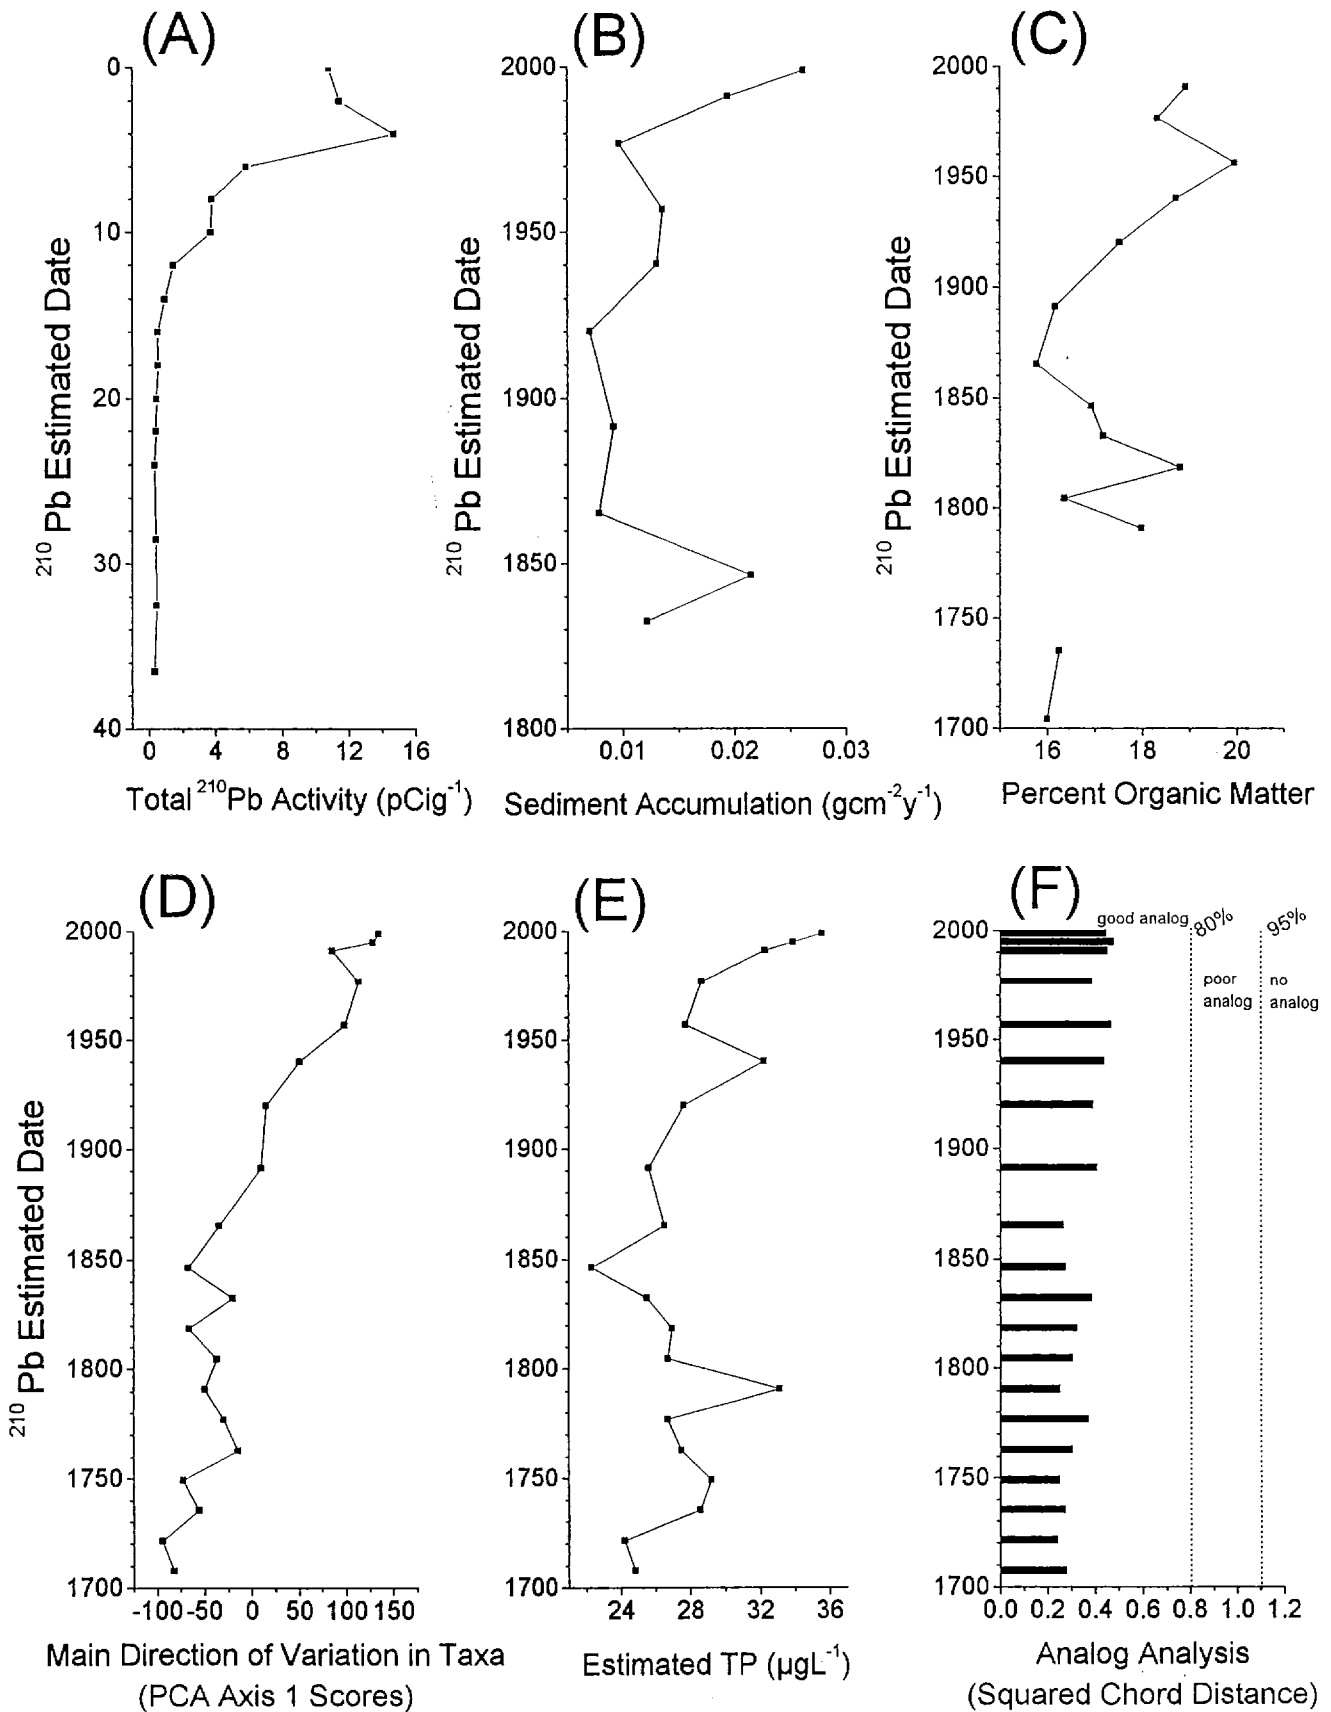 (A)
0
10
20
30
40
²¹⁰Pb Estimated Date
0 4 8 12 16
Total ²¹⁰Pb Activity (pCig⁻¹)
(B)
2000
1950
1900
1850
1800
²¹⁰Pb Estimated Date
0.01 0.02 0.03
Sediment Accumulation (gcm⁻²y⁻¹)
(C)
2000
1950
1900
1850
1800
1750
1700
²¹⁰Pb Estimated Date
16 18 20
Percent Organic Matter
(D)
2000
1950
1900
1850
1800
1750
1700
²¹⁰Pb Estimated Date
-100 -50 0 50 100 150
Main Direction of Variation in Taxa
(PCA Axis 1 Scores)
(E)
2000
1950
1900
1850
1800
1750
1700
24 28 32 36
Estimated TP (µgL⁻¹)
(F)
good analog 80% 95%
poor analog
no analog
2000
1950
1900
1850
1800
1750
1700
0.0 0.2 0.4 0.6 0.8 1.0 1.2
Analog Analysis
(Squared Chord Distance)